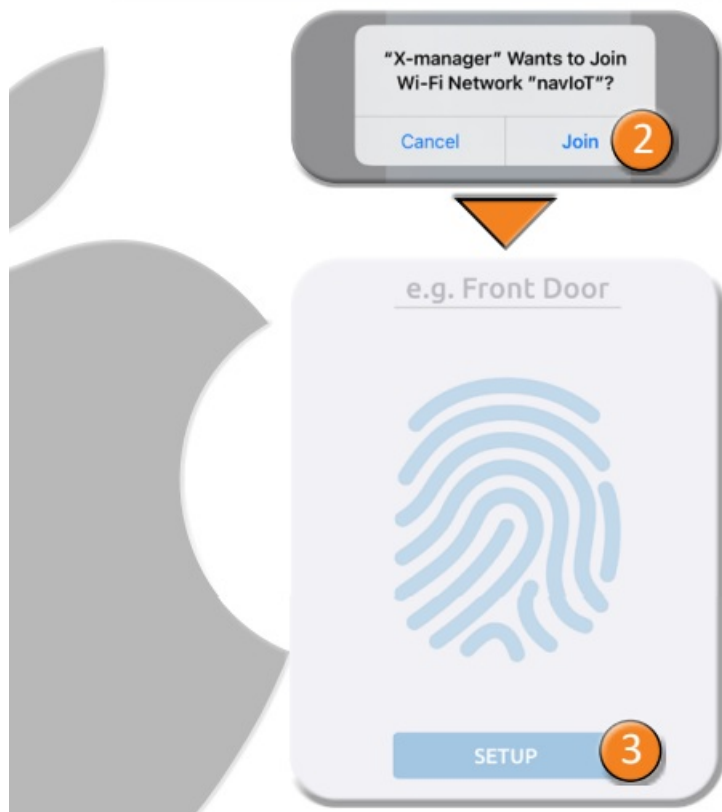 “X-manager” Wants to Join
Wi-Fi Network “navIoT”?
Cancel Join 2
e.g. Front Door
SETUP 3